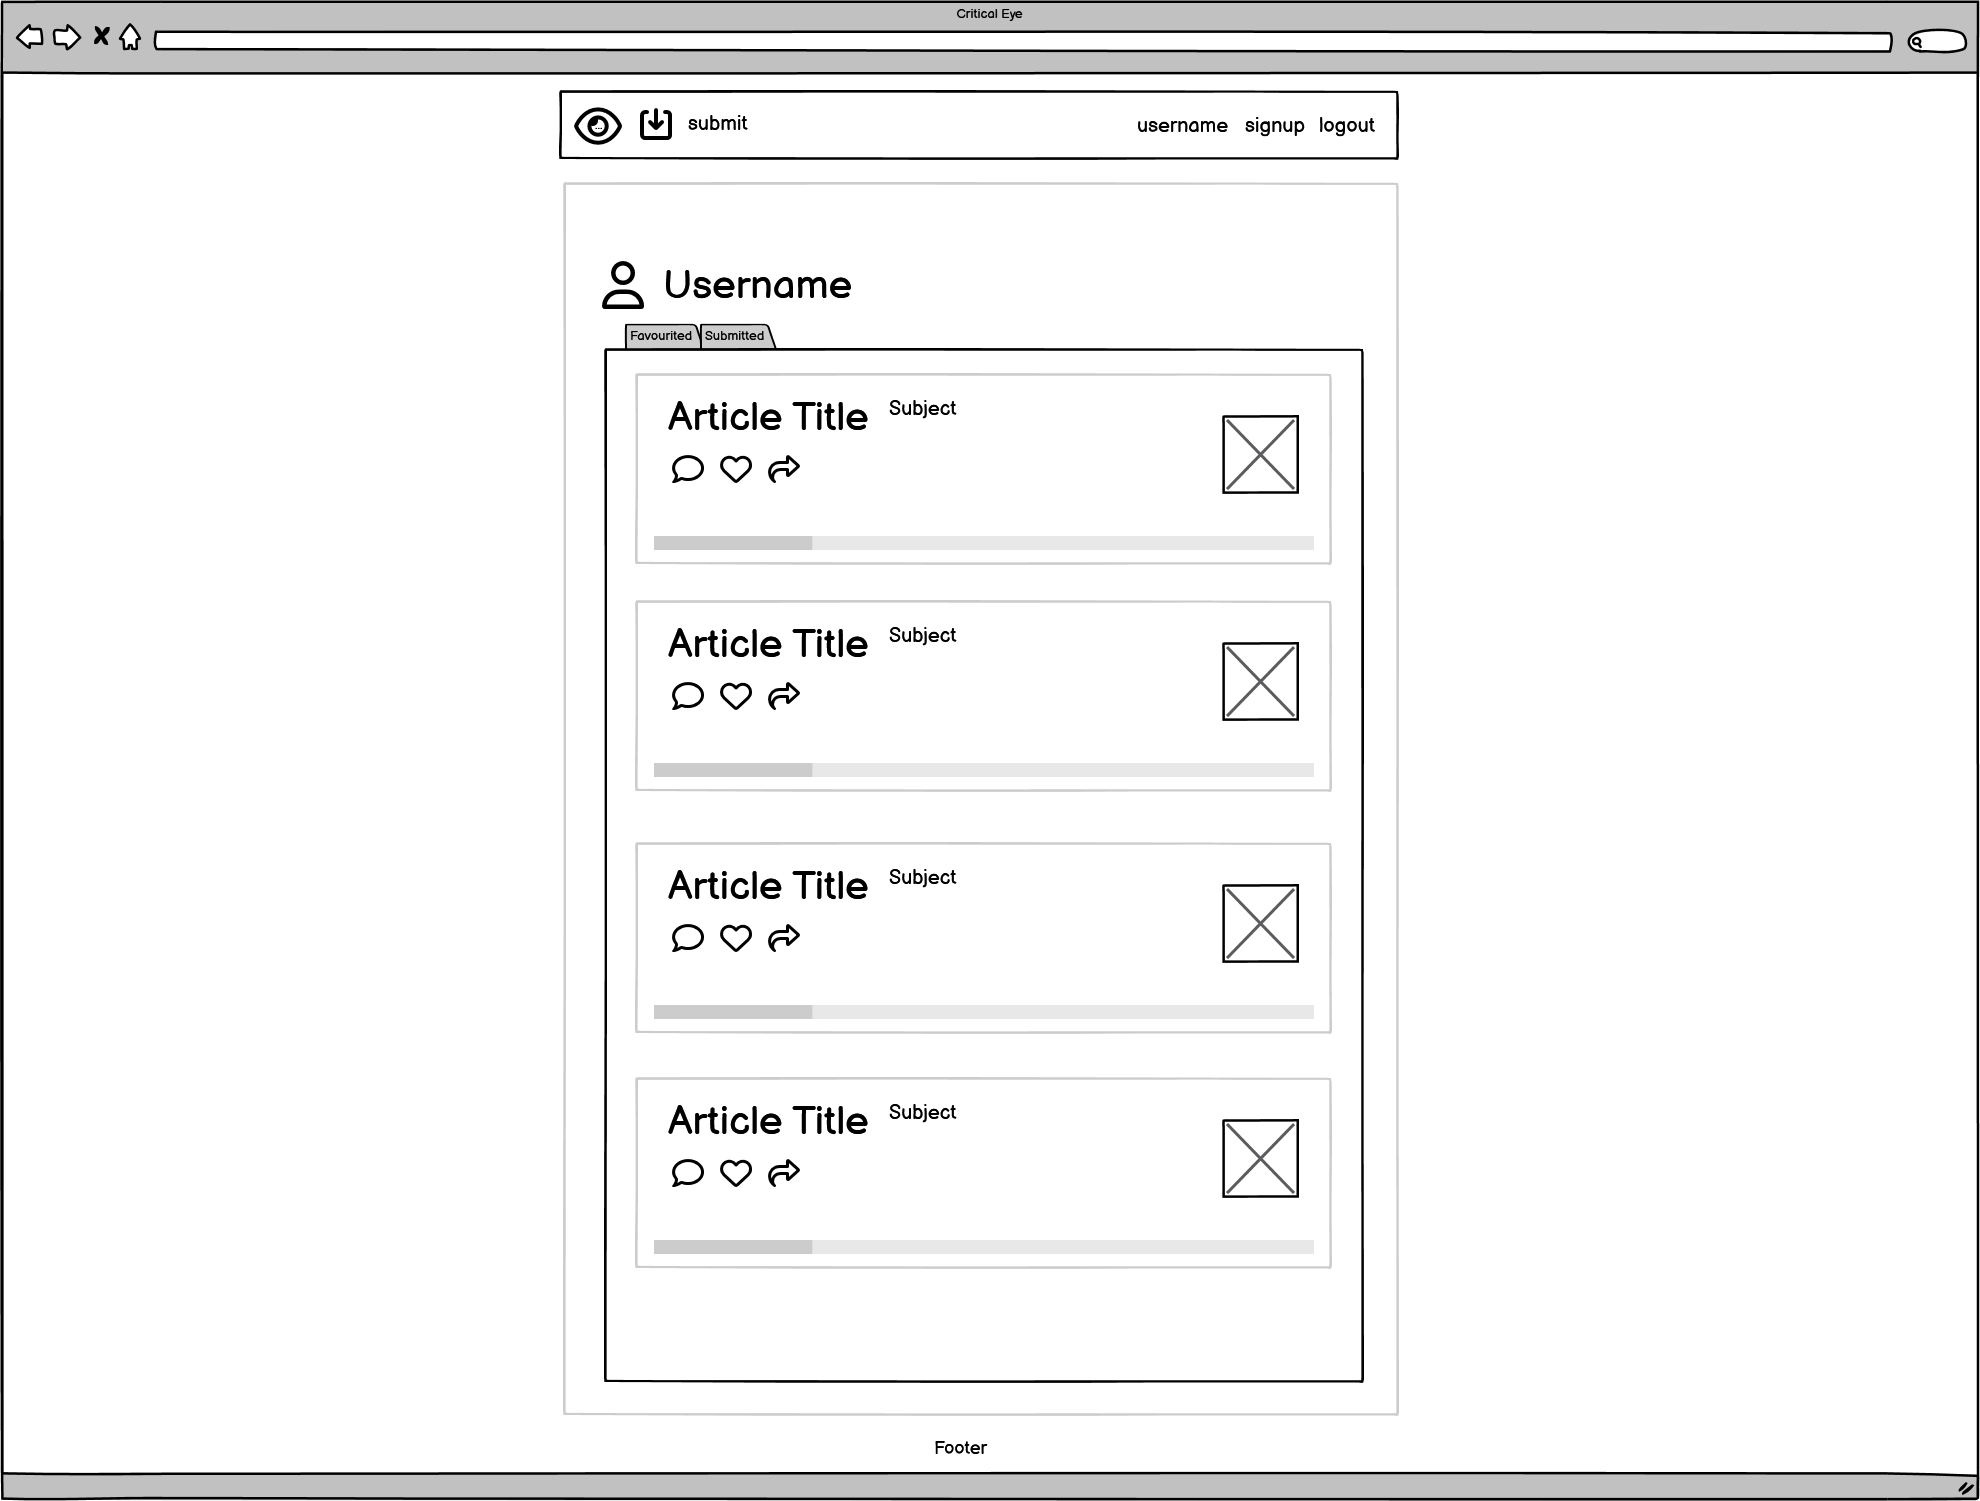 Critical Eye
submit username signup logout
Username
Favourited Submitted
Article Title Subject
Article Title Subject
Article Title Subject
Article Title Subject
Footer